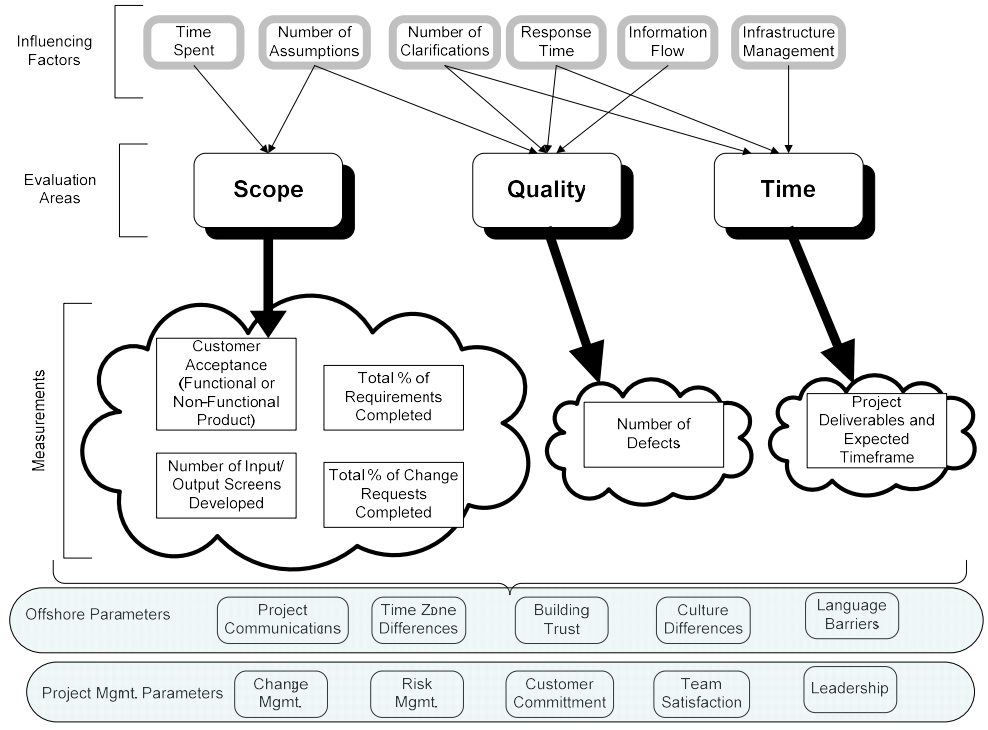 Influencing
Factors
Time
Spent
Number of
Assumptions
Number of
Clarifications
Response
Time
Information
Flow
Infrastructure
Management
Evaluation
Areas
Scope
Quality
Time
Measurements
Customer
Acceptance
(Functional or
Non-Functional
Product)
Total % of
Requirements
Completed
Number of Input/
Output Screens
Developed
Total % of Change
Requests
Completed
Number of
Defects
Project
Deliverables and
Expected
Timeframe
Offshore Parameters
Project
Communications
Time Zone
Differences
Building
Trust
Culture
Differences
Language
Barriers
Project Mgmt. Parameters
Change
Mgmt.
Risk
Mgmt.
Customer
Committment
Team
Satisfaction
Leadership